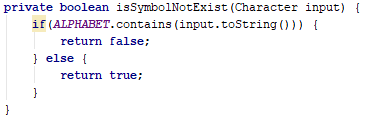 private boolean isSymbolNotExist(Character input) {
    if(ALPHABET.contains(input.toString())) {
        return false;
    } else {
        return true;
    }
}